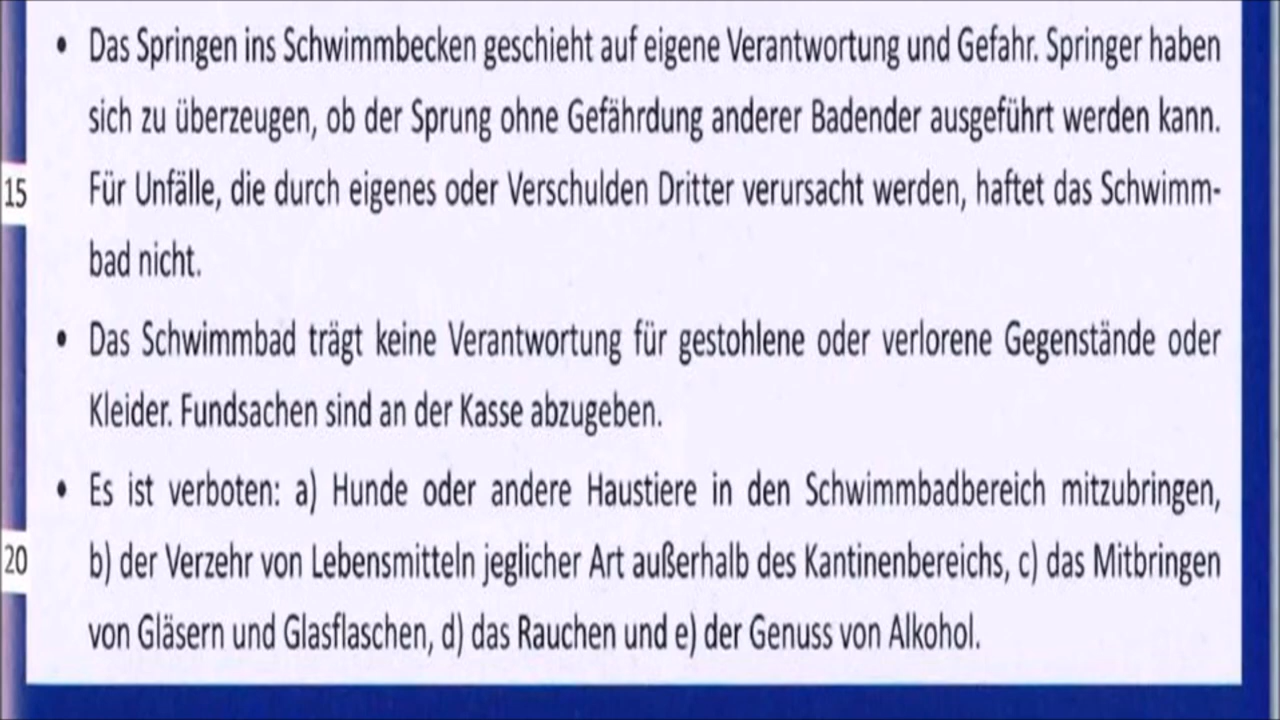 • Das Springen ins Schwimmbecken geschieht auf eigene Verantwortung und Gefahr. Springer haben
sich zu überzeugen, ob der Sprung ohne Gefährdung anderer Badender ausgeführt werden kann.
15 Für Unfälle, die durch eigenes oder Verschulden Dritter verursacht werden, haftet das Schwimm-
bad nicht.
• Das Schwimmbad trägt keine Verantwortung für gestohlene oder verlorene Gegenstände oder
Kleider. Fundsachen sind an der Kasse abzugeben.
• Es ist verboten: a) Hunde oder andere Haustiere in den Schwimmbadbereich mitzubringen,
20 b) der Verzehr von Lebensmitteln jeglicher Art außerhalb des Kantinenbereichs, c) das Mitbringen
von Gläsern und Glasflaschen, d) das Rauchen und e) der Genuss von Alkohol.